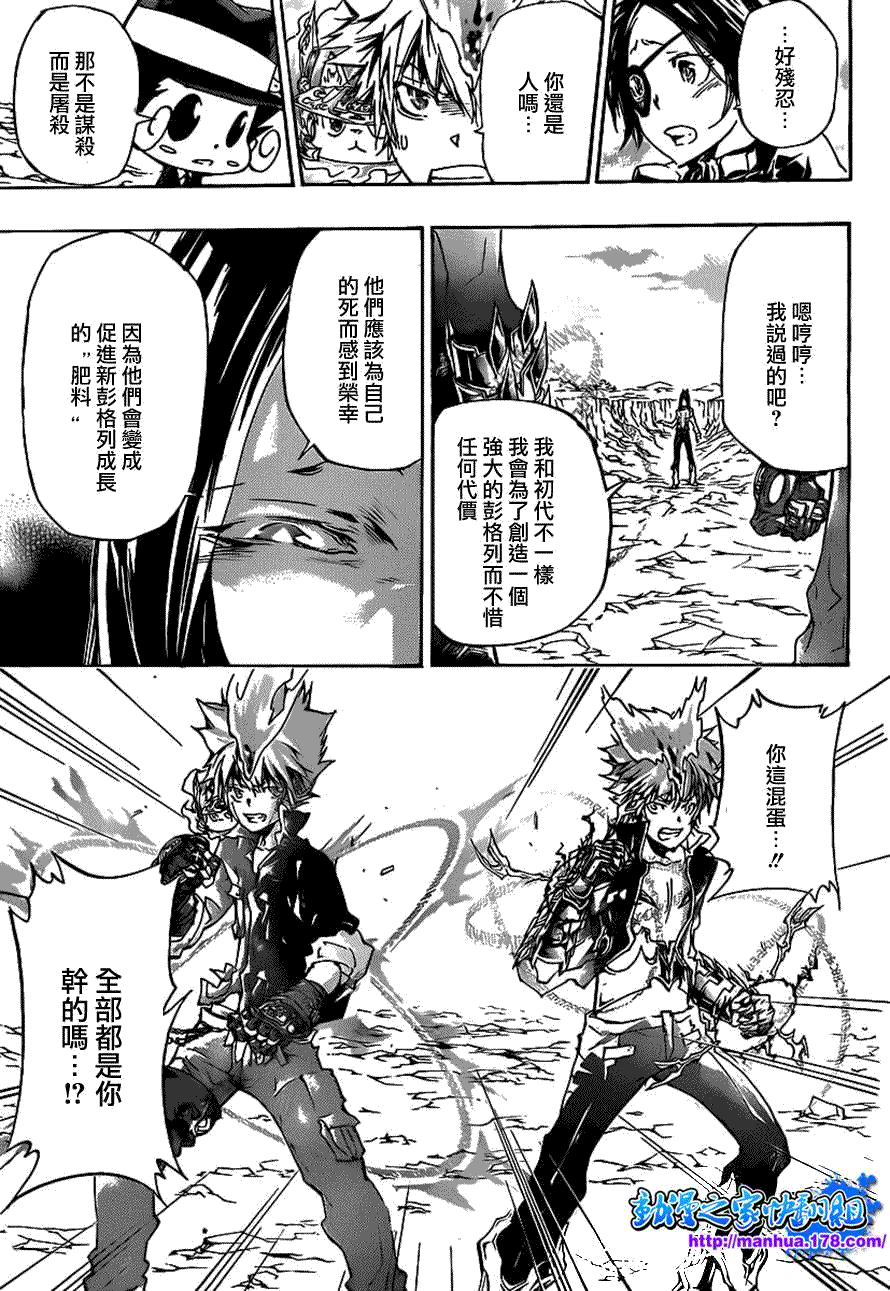 好殘忍…
你還是
人嗎…
那不是謀殺
而是屠殺
嗯哼哼…
我説過的吧?
我和初代不一樣
我會為了創造一個
強大的彭格列而不惜
任何代價
他們應該為自己
的死而感到榮幸
因為他們會變成
促進新彭格列成長
的”肥料“
你這混蛋…!!
全部都是你
幹的嗎…!?
動漫之家快翻組
http://manhua.178.com/